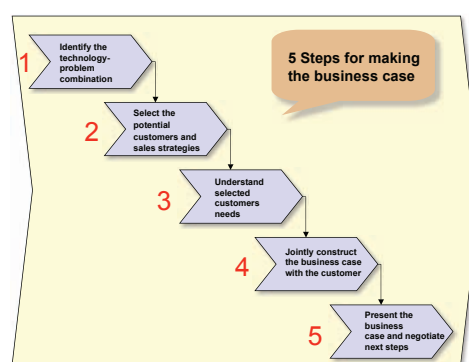 5 Steps for making
the business case
1
Identify the
technology-
problem
combination
2
Select the
potential
customers and
sales strategies
3
Understand
selected
customers
needs
4
Jointly construct
the business case
with the customer
5
Present the
business
case and negotiate
next steps